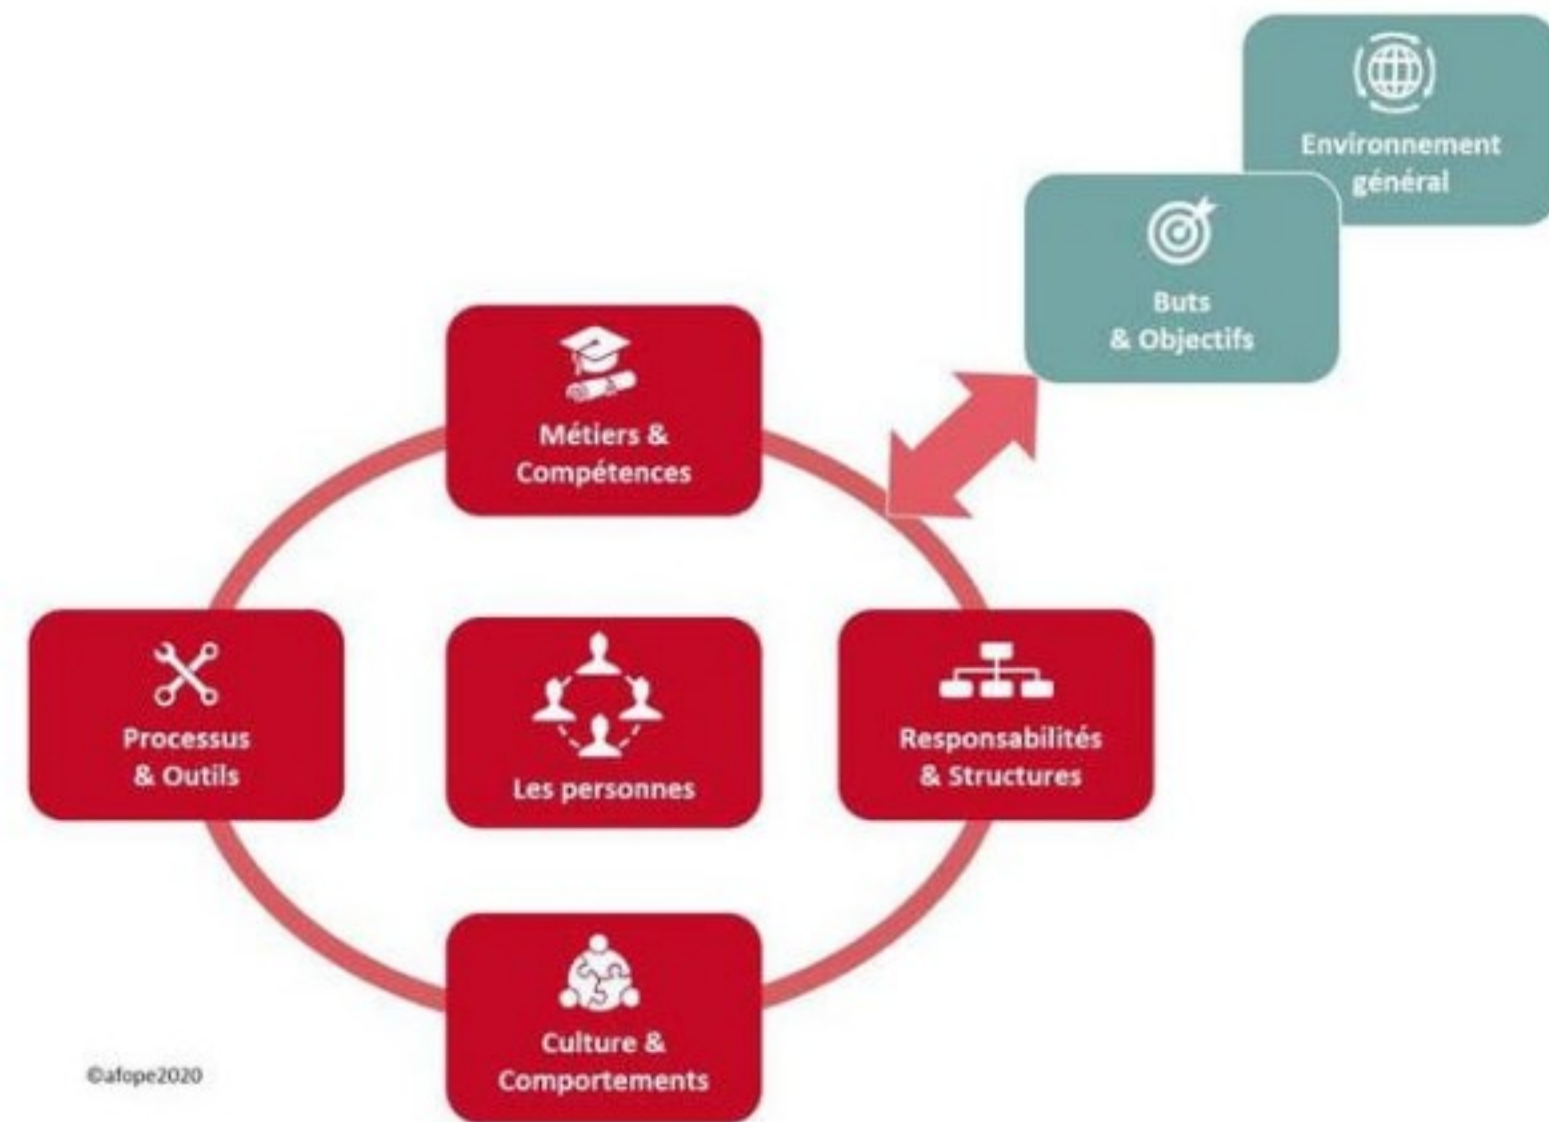 Environnement
général
Buts
& Objectifs
Métiers &
Compétences
Processus
& Outils
Les personnes
Responsabilités
& Structures
Culture &
Comportements
©afope2020